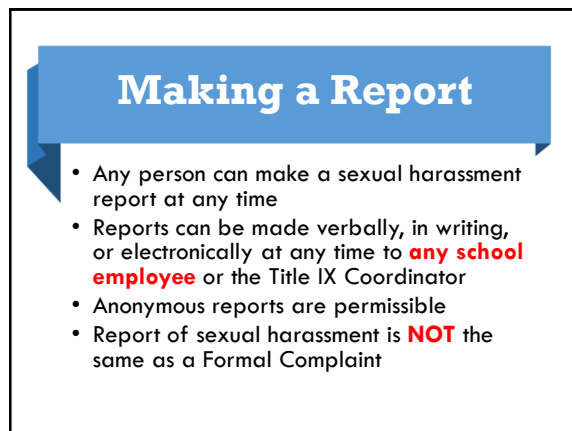 Making a Report
• Any person can make a sexual harassment
report at any time
• Reports can be made verbally, in writing,
or electronically at any time to any school
employee or the Title IX Coordinator
• Anonymous reports are permissible
• Report of sexual harassment is NOT the
same as a Formal Complaint